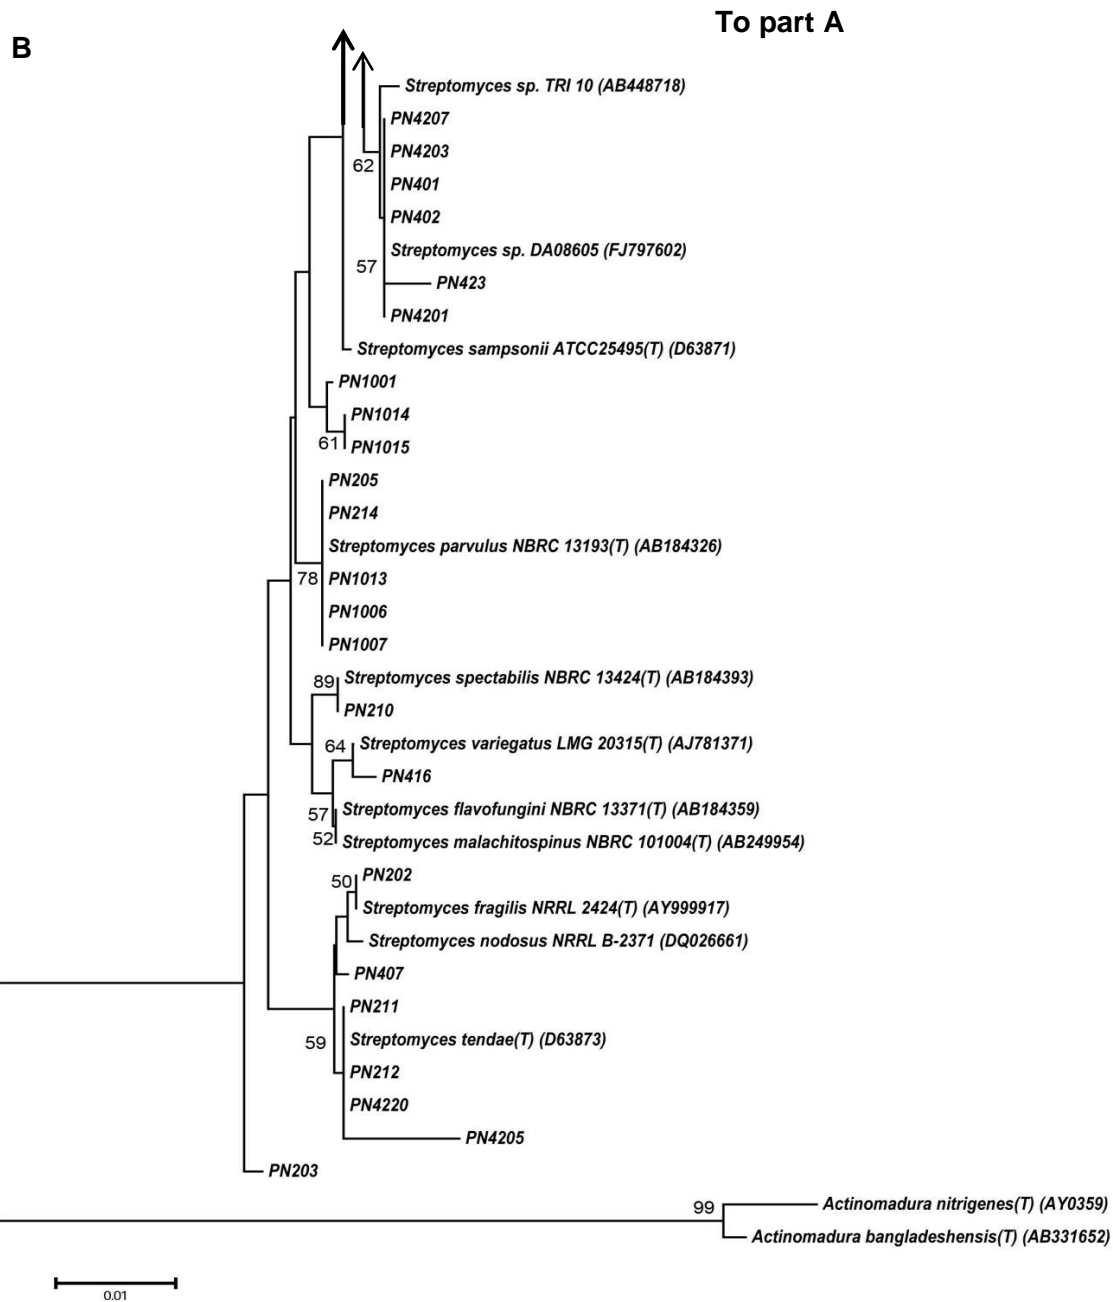 To part A
B
Streptomyces sp. TRI 10 (AB448718)
PN4207
PN4203
62
PN401
PN402
Streptomyces sp. DA08605 (FJ797602)
57
PN423
PN4201
Streptomyces sampsonii ATCC25495(T) (D63871)
PN1001
PN1014
61
PN1015
PN205
PN214
Streptomyces parvulus NBRC 13193(T) (AB184326)
78
PN1013
PN1006
PN1007
Streptomyces spectabilis NBRC 13424(T) (AB184393)
89
PN210
Streptomyces variegatus LMG 20315(T) (AJ781371)
64
PN416
Streptomyces flavofungini NBRC 13371(T) (AB184359)
57
52
Streptomyces malachitospinus NBRC 101004(T) (AB249954)
PN202
50
Streptomyces fragilis NRRL 2424(T) (AY999917)
Streptomyces nodosus NRRL B-2371 (DQ026661)
PN407
PN211
Streptomyces tendae(T) (D63873)
59
PN212
PN4220
PN4205
PN203
99
Actinomadura nitrigenes(T) (AY0359)
Actinomadura bangladeshensis(T) (AB331652)
0.01